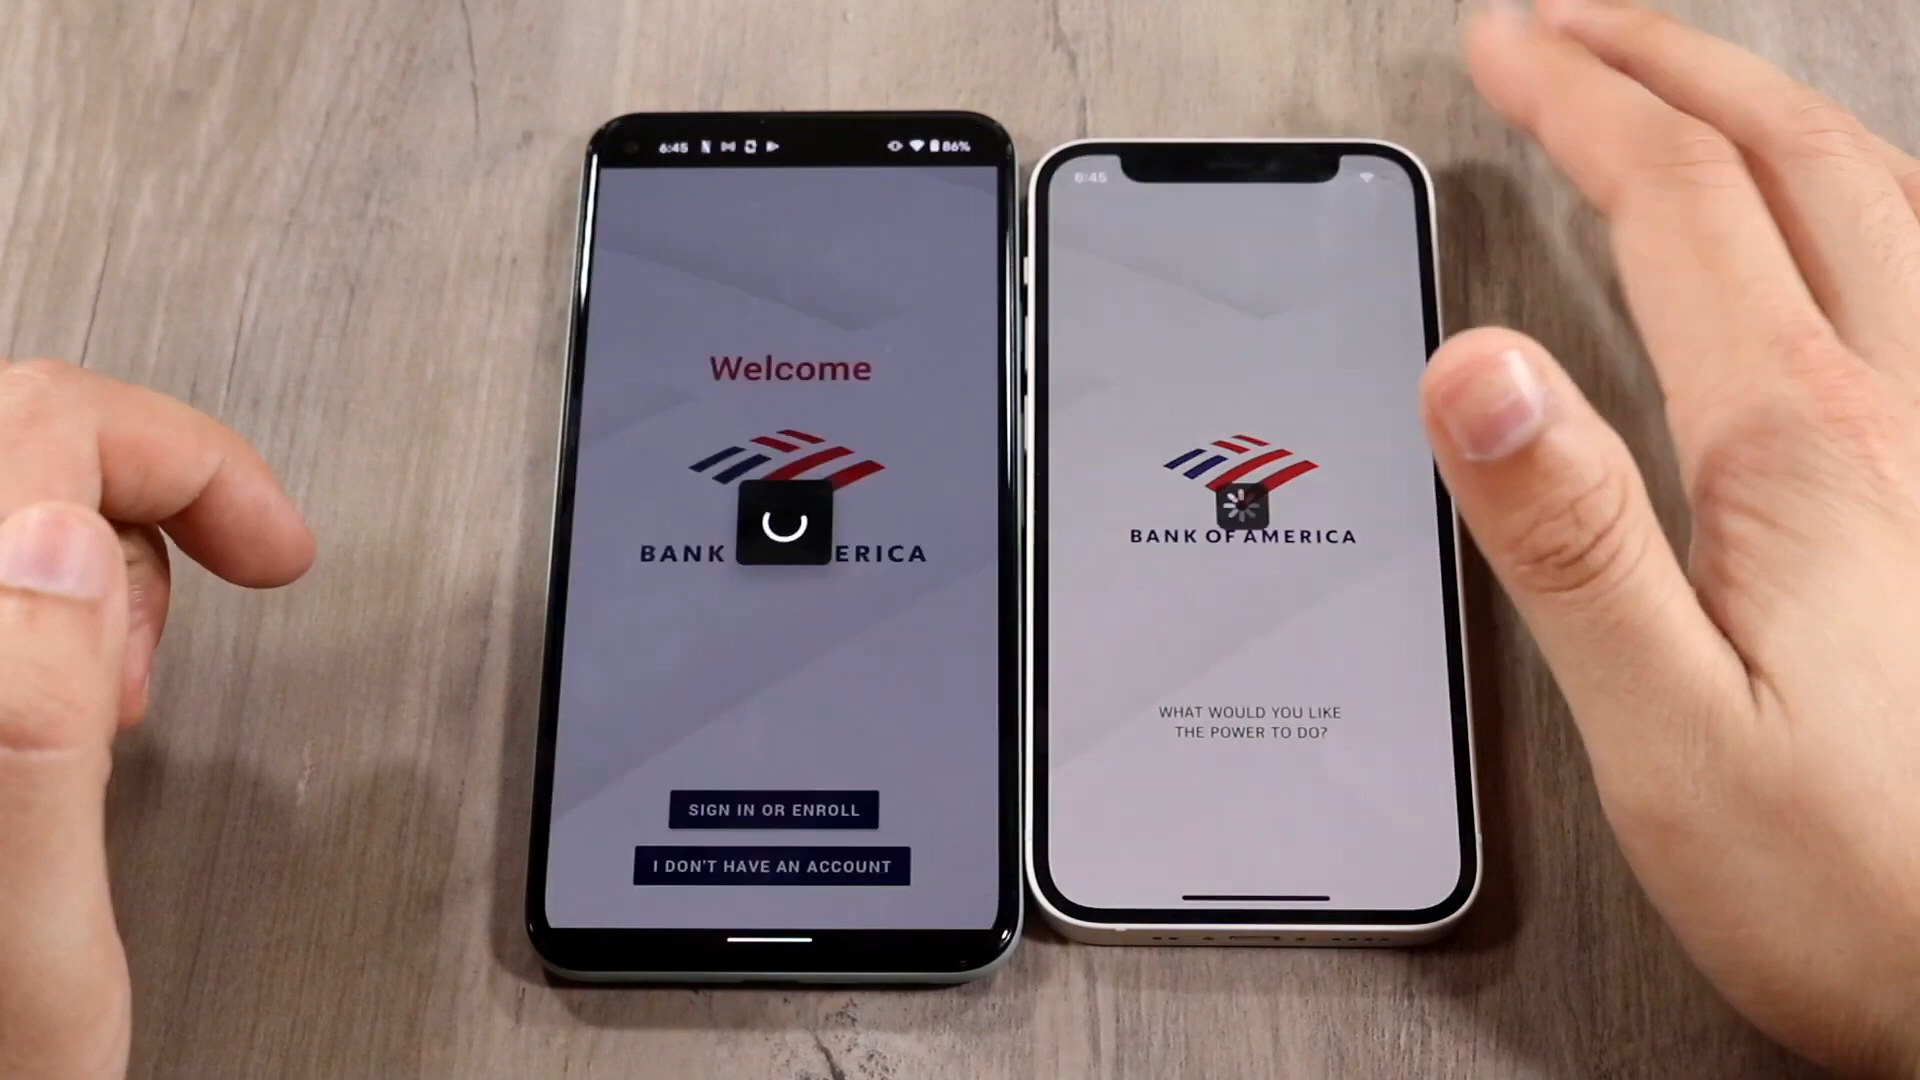 6:45
86%
Welcome
BANK ERICA
SIGN IN OR ENROLL
I DON'T HAVE AN ACCOUNT
6:45
BANK OF AMERICA
WHAT WOULD YOU LIKE
THE POWER TO DO?